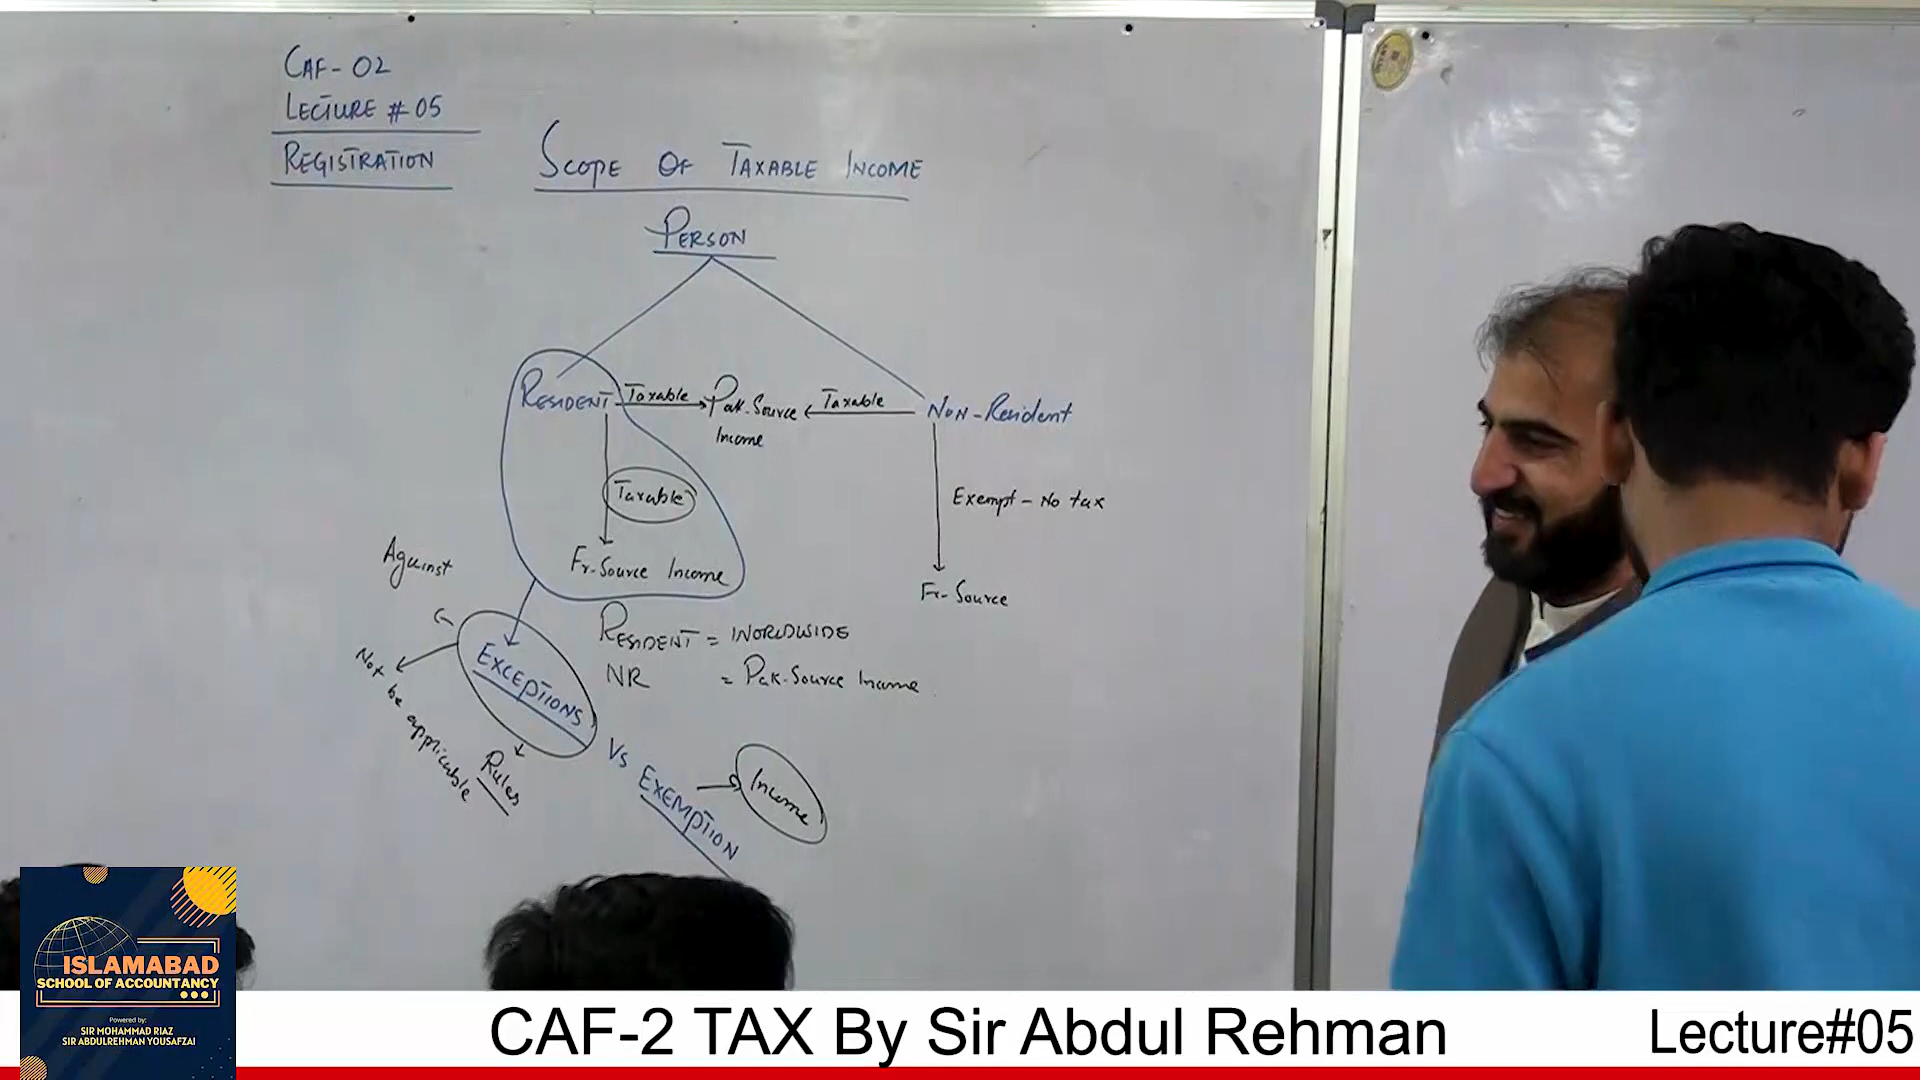 CAF-02
LECTURE # 05
REGISTRATION
SCOPE OF TAXABLE INCOME
PERSON
RESIDENT Taxable Pak-Source Income Taxable Non-Resident
Taxable
Exempt - No tax
Fr-Source Income
Fr-Source
Against
RESIDENT = WORLDWIDE
NR = Pak-Source Income
EXCEPTIONS
Not be applicable
Rules
Vs
EXEMPTION
Income
ISLAMABAD
SCHOOL OF ACCOUNTANCY
Powered by:
SIR MOHAMMAD RIAZ
SIR ABDULREHMAN YOUSAFZAI
CAF-2 TAX By Sir Abdul Rehman
Lecture#05